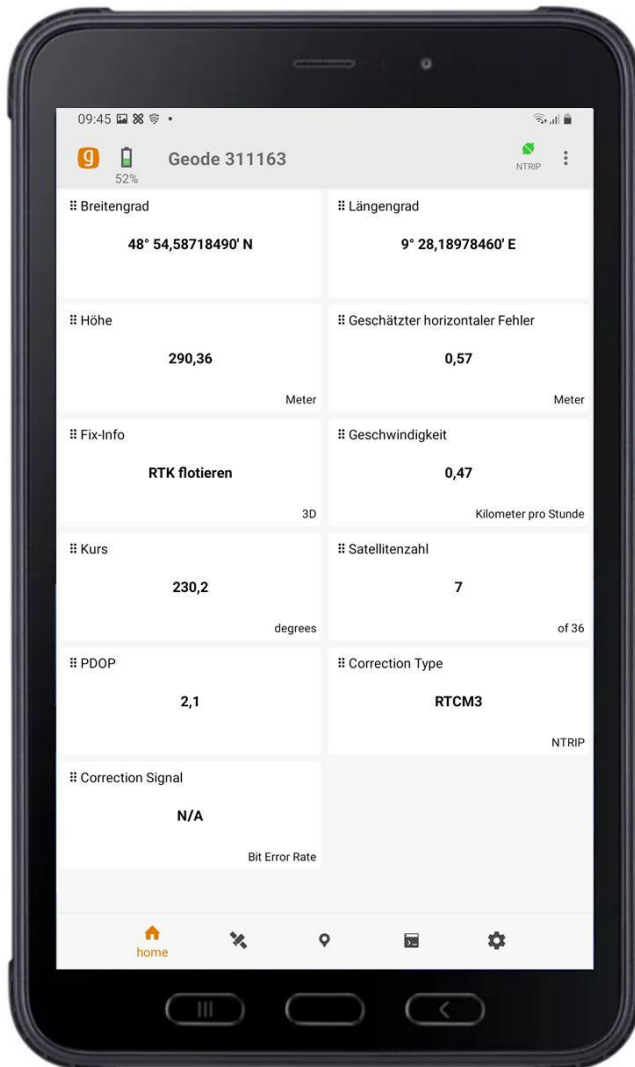 09:45
g
52%
Geode 311163
NTRIP
Breitengrad
48° 54,58718490' N
Längengrad
9° 28,18978460' E
Höhe
290,36
Meter
Geschätzter horizontaler Fehler
0,57
Meter
Fix-Info
RTK flotieren
3D
Geschwindigkeit
0,47
Kilometer pro Stunde
Kurs
230,2
degrees
Satellitenzahl
7
of 36
PDOP
2,1
Correction Type
RTCM3
NTRIP
Correction Signal
N/A
Bit Error Rate
home